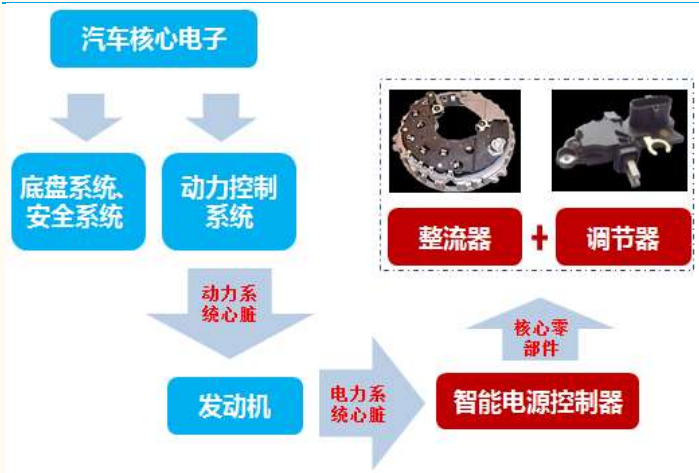 汽车核心电子
底盘系统、
安全系统
动力控制
系统
整流器
+
调节器
动力系
统心脏
核心零
部件
发动机
电力系
统心脏
智能电源控制器